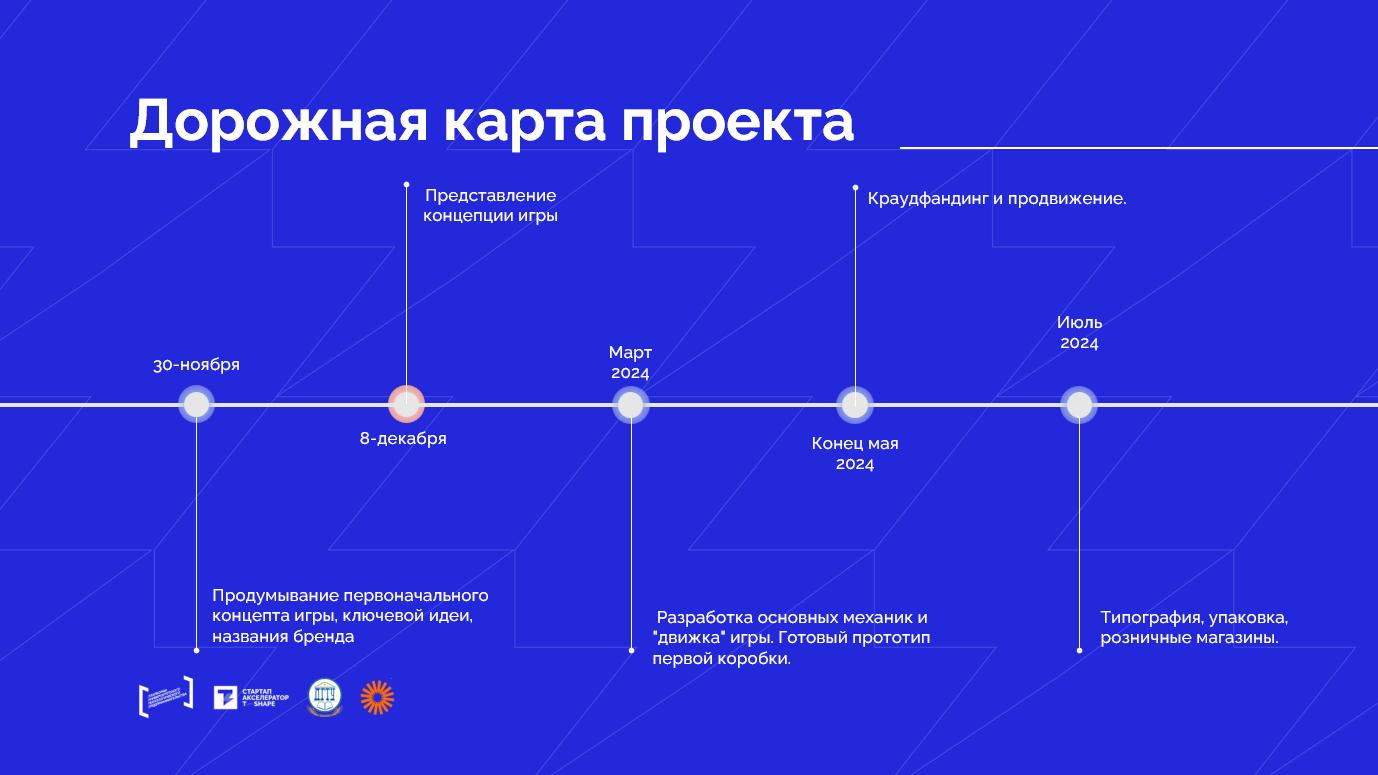 Дорожная карта проекта
Представление
концепции игры
Краудфандинг и продвижение.
Июль
2024
Март
2024
30-ноября
8-декабря
Конец мая
2024
Продумывание первоначального
концепта игры, ключевой идеи,
названия бренда
Разработка основных механик и
"движка" игры. Готовый прототип
первой коробки.
Типография, упаковка,
розничные магазины.
СТАРТАП
АКСЕЛЕРАТОР
T—SHAPE